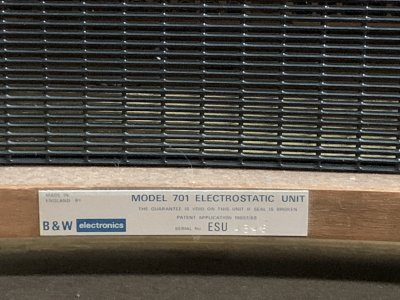 MADE IN
ENGLAND BY
MODEL 701 ELECTROSTATIC UNIT
THE GUARANTEE IS VOID ON THIS UNIT IF SEAL IS BROKEN
PATENT APPLICATION
B&W electronics
SERIAL No ESU